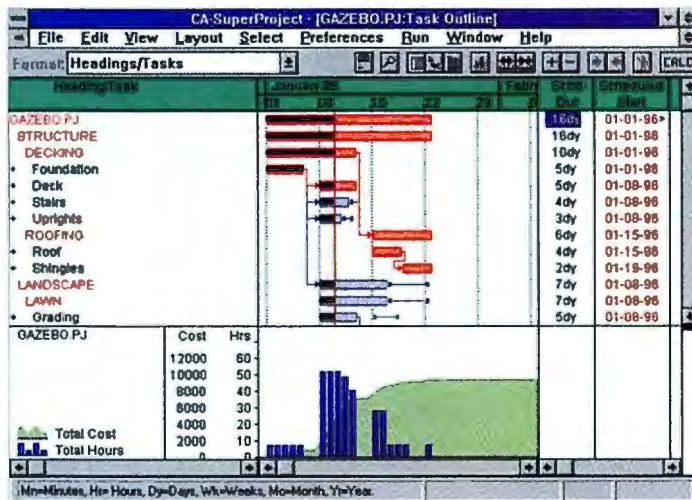 CA-SuperProject - [GAZEBO.PJ:Task Outline]
File Edit View Layout Select Preferences Run Window Help
Format: Headings/Tasks CALC
Heading/Task January Scheduled
Dur Start
GAZEBO.PJ 16dy 01-01-96
STRUCTURE 16dy 01-01-96
DECKING 10dy 01-01-96
Foundation 5dy 01-01-96
Deck 5dy 01-08-96
Stairs 4dy 01-08-96
Uprights 3dy 01-08-96
ROOFING 6dy 01-15-96
Roof 4dy 01-15-96
Shingles 2dy 01-19-96
LANDSCAPE 7dy 01-08-96
LAWN 7dy 01-08-96
Grading 5dy 01-08-96
GAZEBO.PJ Cost Hrs
12000 60
10000 50
8000 40
6000 30
4000 20
2000 10
0 0
Total Cost
Total Hours
Mn=Minutes, Hr= Hours, Dy=Days, Wk=Weeks, Mo=Month, Yr=Year.